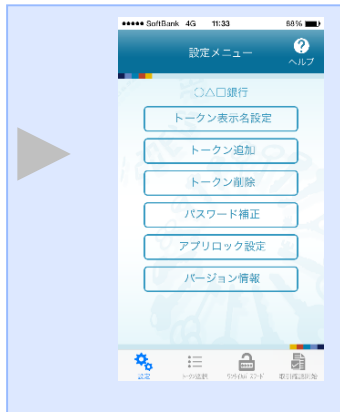 ●●●●● SoftBank 4G 11:33 58%
設定メニュー
?
ヘルプ
○△□銀行
トークン表示名設定
トークン追加
トークン削除
パスワード補正
アプリロック設定
バージョン情報
設定